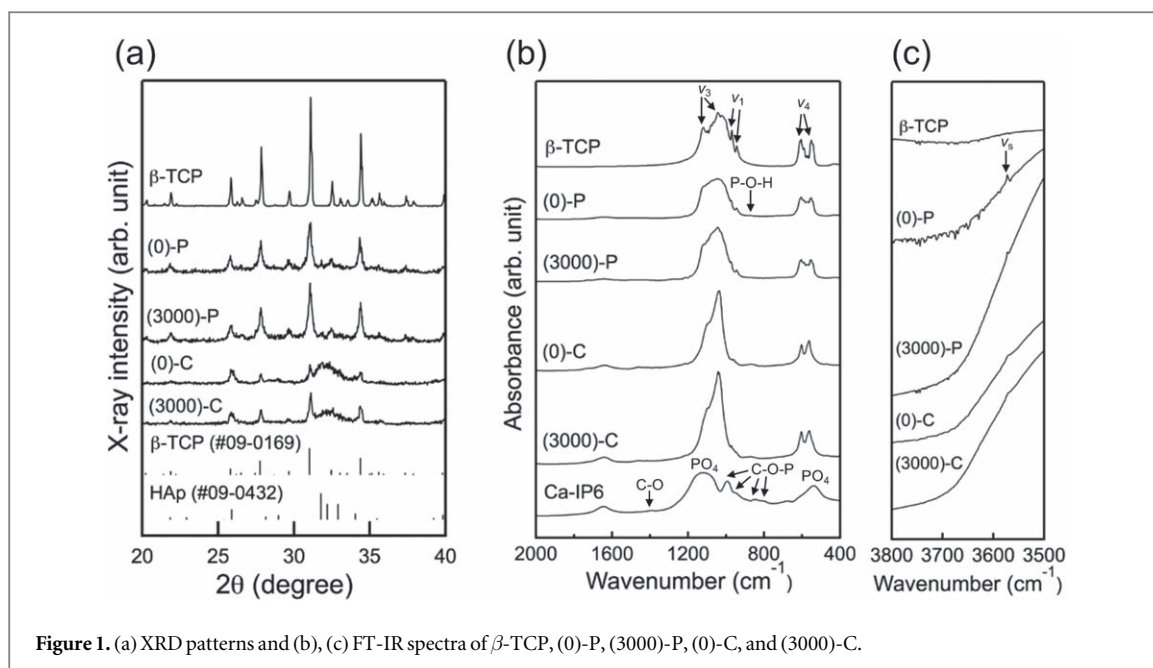 (a)
X-ray intensity (arb. unit)
β-TCP
(0)-P
(3000)-P
(0)-C
(3000)-C
β-TCP (#09-0169)
HAp (#09-0432)
20 25 30 35 40
2θ (degree)
(b)
Absorbance (arb. unit)
ν3 ν1 ν4
β-TCP
P-O-H
(0)-P
(3000)-P
(0)-C
(3000)-C
PO4 C-O-P PO4
C-O
Ca-IP6
2000 1600 1200 800 400
Wavenumber (cm-1)
(c)
β-TCP
νs
(0)-P
(3000)-P
(0)-C
(3000)-C
3800 3700 3600 3500
Wavenumber (cm-1)
Figure 1. (a) XRD patterns and (b), (c) FT-IR spectra of β-TCP, (0)-P, (3000)-P, (0)-C, and (3000)-C.